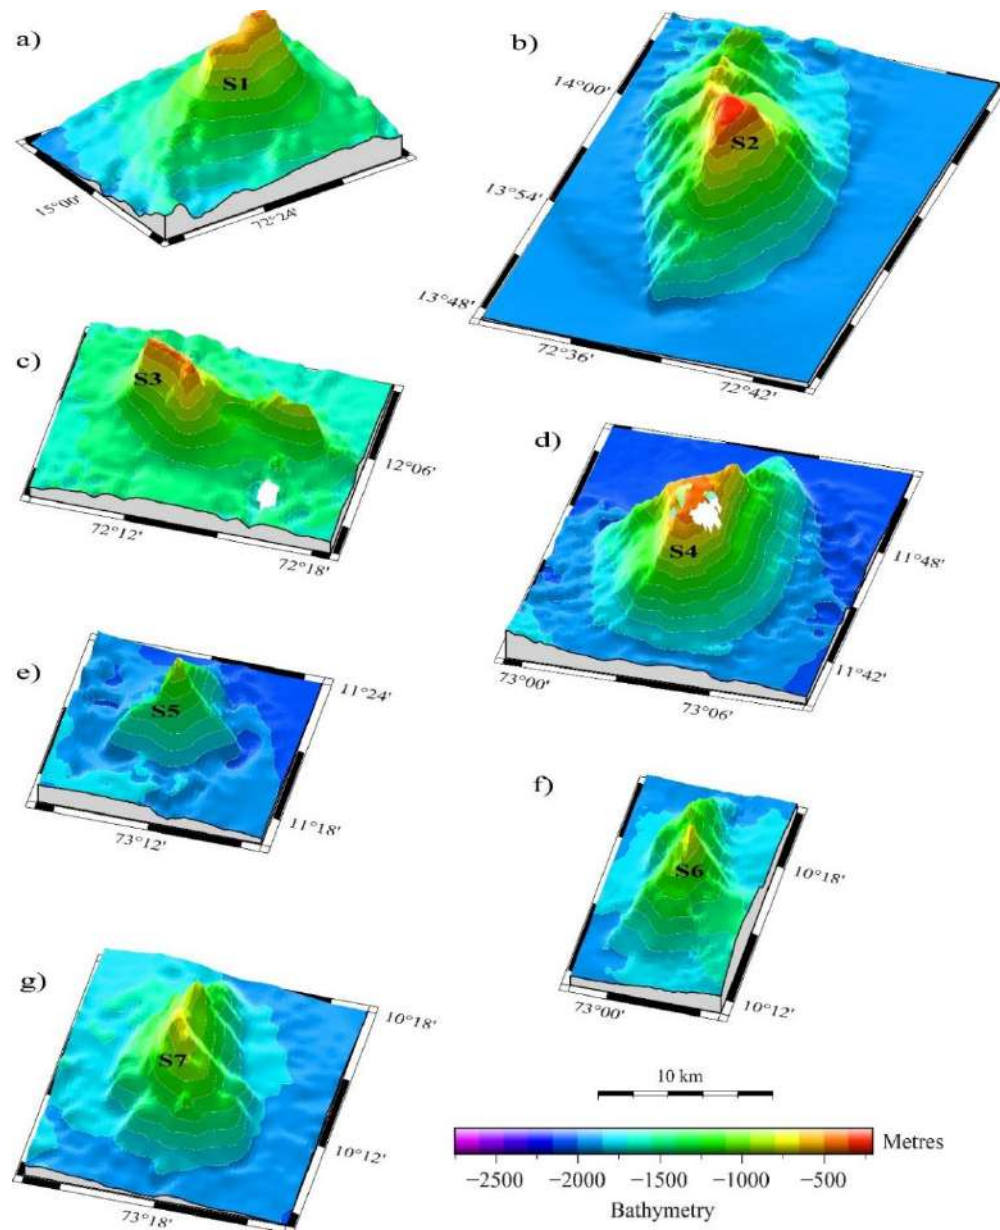 a)
S1
15°00'
72°24'
b)
S2
14°00'
13°54'
13°48'
72°36'
72°42'
c)
S3
12°06'
72°12'
72°18'
d)
S4
11°48'
11°42'
73°00'
73°06'
e)
S5
11°24'
11°18'
73°12'
f)
S6
10°18'
10°12'
73°00'
g)
S7
10°18'
10°12'
73°18'
10 km
Metres
−2500 −2000 −1500 −1000 −500
Bathymetry